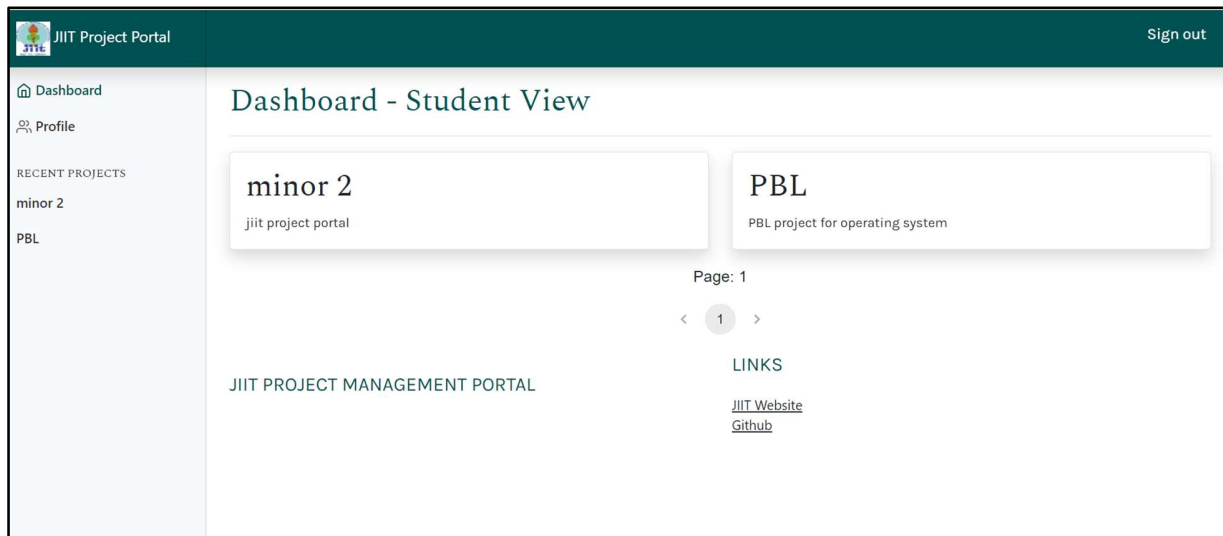 JIIT
JIIT Project Portal
Sign out
Dashboard
Profile
RECENT PROJECTS
minor 2
PBL
Dashboard - Student View
minor 2
jiit project portal
PBL
PBL project for operating system
Page: 1
< 1 >
JIIT PROJECT MANAGEMENT PORTAL
LINKS
JIIT Website
Github